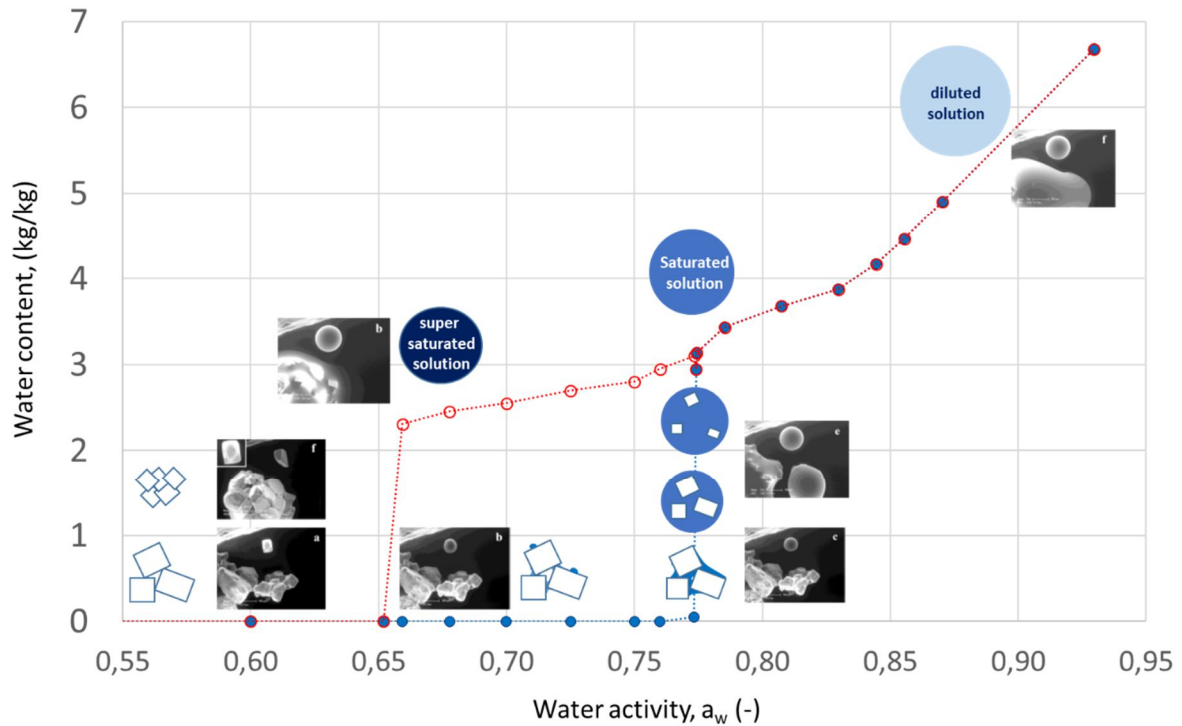 7
6
5
4
3
2
1
0
Water content, (kg/kg)
diluted
solution
f
Saturated
solution
super
saturated
solution
b
f
a
b
e
c
0,55 0,60 0,65 0,70 0,75 0,80 0,85 0,90 0,95
Water activity, aw (-)